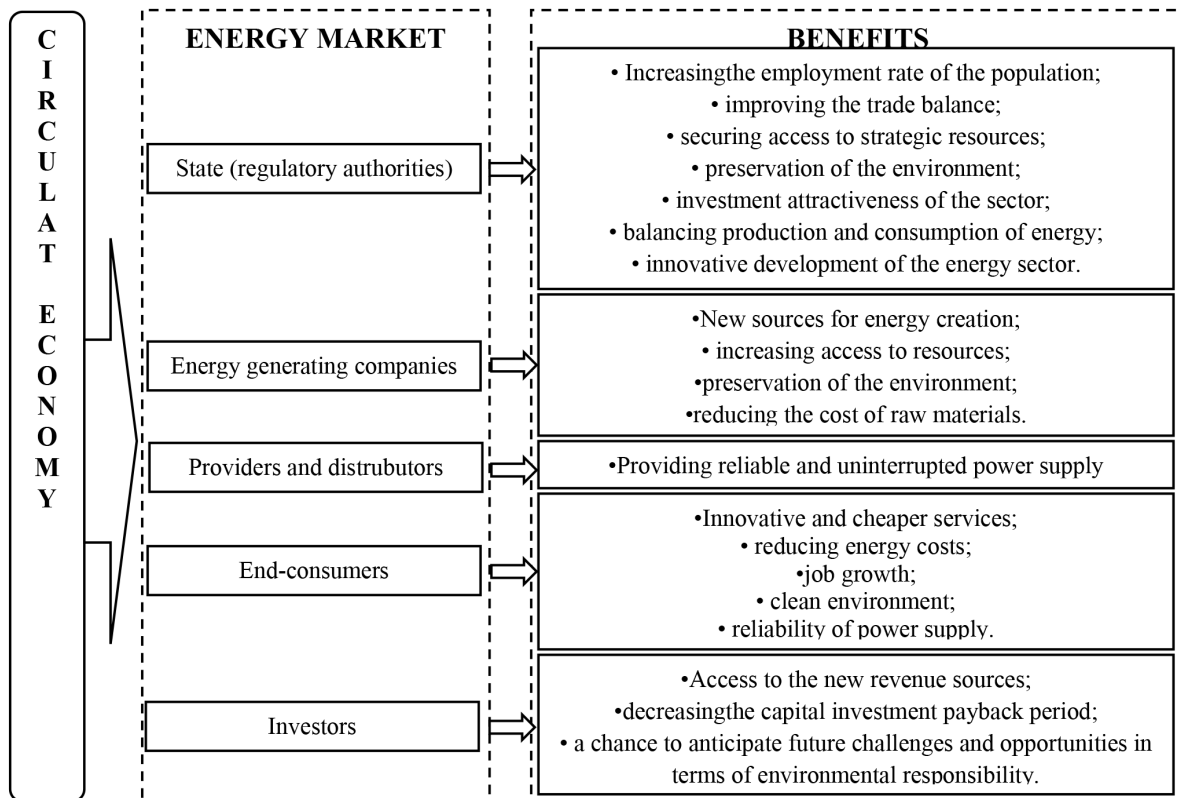 CIRCULAT ECONOMY
ENERGY MARKET
BENEFITS
State (regulatory authorities)
• Increasingthe employment rate of the population;
• improving the trade balance;
• securing access to strategic resources;
• preservation of the environment;
• investment attractiveness of the sector;
• balancing production and consumption of energy;
• innovative development of the energy sector.
Energy generating companies
•New sources for energy creation;
• increasing access to resources;
•preservation of the environment;
•reducing the cost of raw materials.
Providers and distrubutors
•Providing reliable and uninterrupted power supply
End-consumers
•Innovative and cheaper services;
• reducing energy costs;
•job growth;
• clean environment;
• reliability of power supply.
Investors
•Access to the new revenue sources;
•decreasingthe capital investment payback period;
• a chance to anticipate future challenges and opportunities in
terms of environmental responsibility.